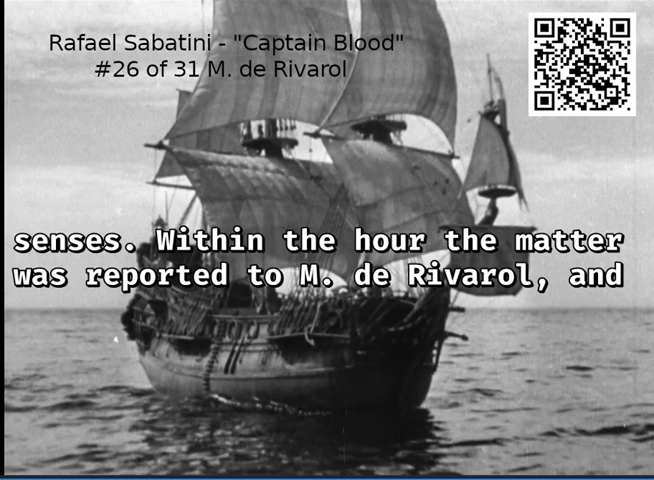 Rafael Sabatini - "Captain Blood"
#26 of 31 M. de Rivarol
senses. Within the hour the matter
was reported to M. de Rivarol, and